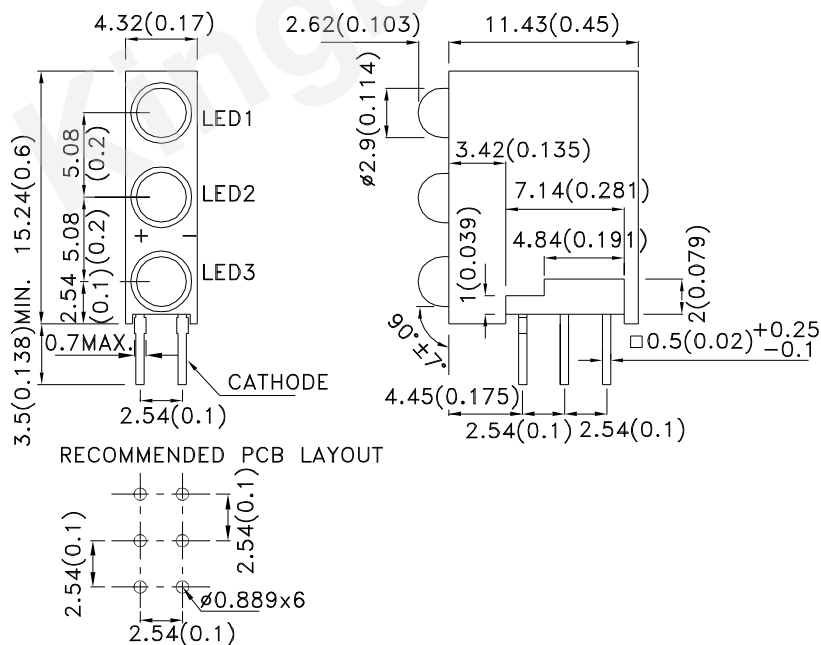 4.32(0.17)
2.62(0.103)
11.43(0.45)
LED1
LED2
LED3
5.08
(0.2)
5.08
(0.2)
2.54
(0.1)
15.24(0.6)
3.5(0.138)MIN.
+ −
0.7MAX.
CATHODE
2.54(0.1)
ø2.9(0.114)
3.42(0.135)
7.14(0.281)
4.84(0.191)
1(0.039)
2(0.079)
90°±7°
□0.5(0.02)+0.25
−0.1
4.45(0.175)
2.54(0.1)
2.54(0.1)
RECOMMENDED PCB LAYOUT
2.54(0.1)
2.54(0.1)
ø0.889x6
2.54(0.1)